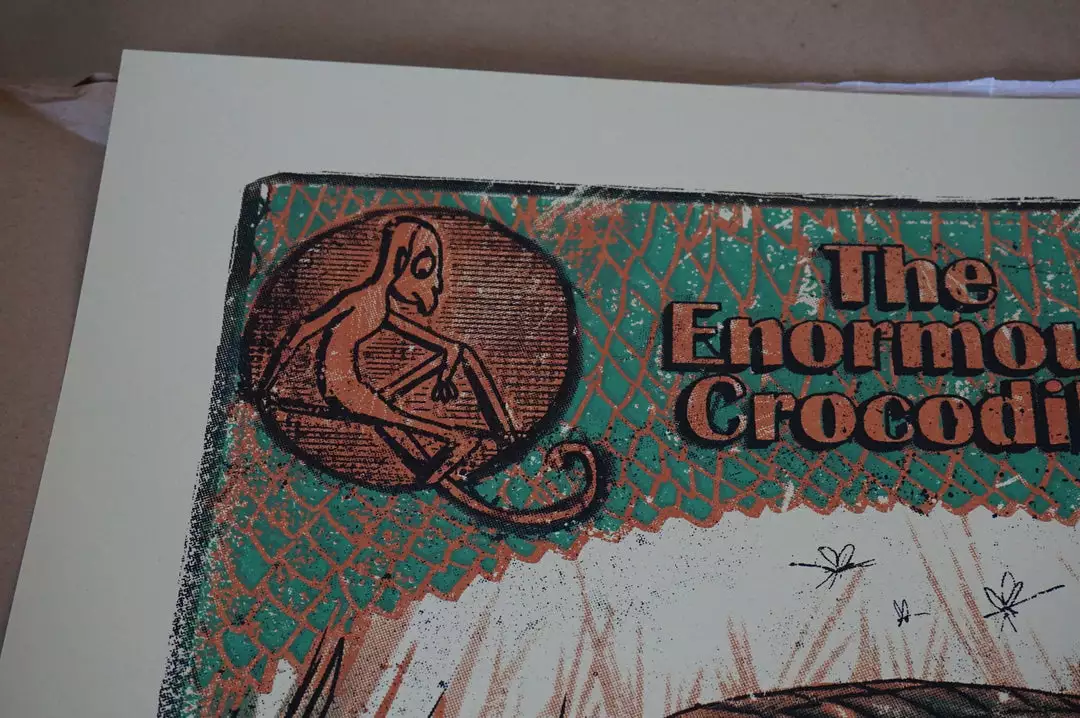 The
Enormou
Crocodi